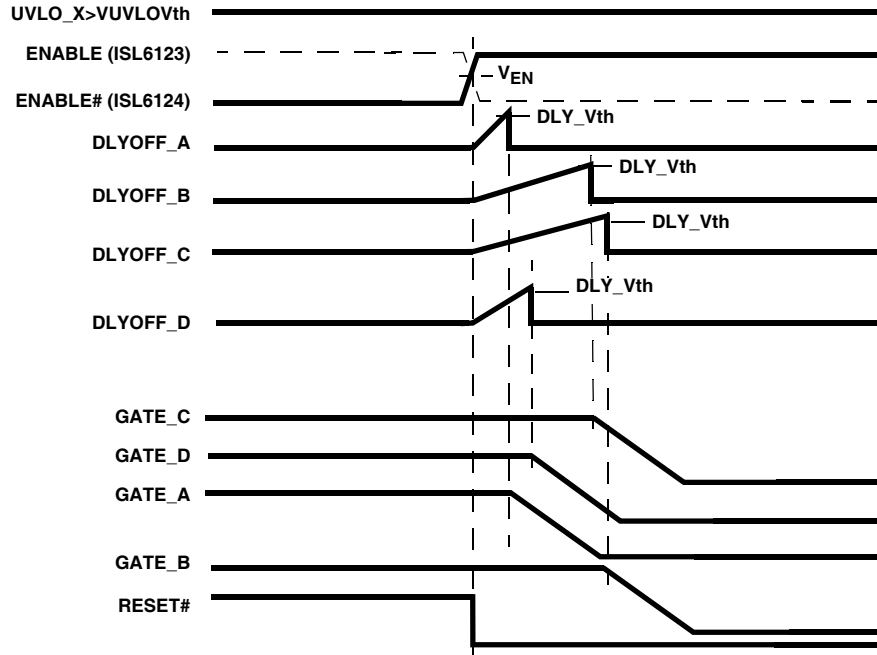 UVLO_X>VUVLOVth
ENABLE (ISL6123)
VEN
ENABLE# (ISL6124)
DLY_Vth
DLYOFF_A
DLY_Vth
DLYOFF_B
DLY_Vth
DLYOFF_C
DLY_Vth
DLYOFF_D
GATE_C
GATE_D
GATE_A
GATE_B
RESET#